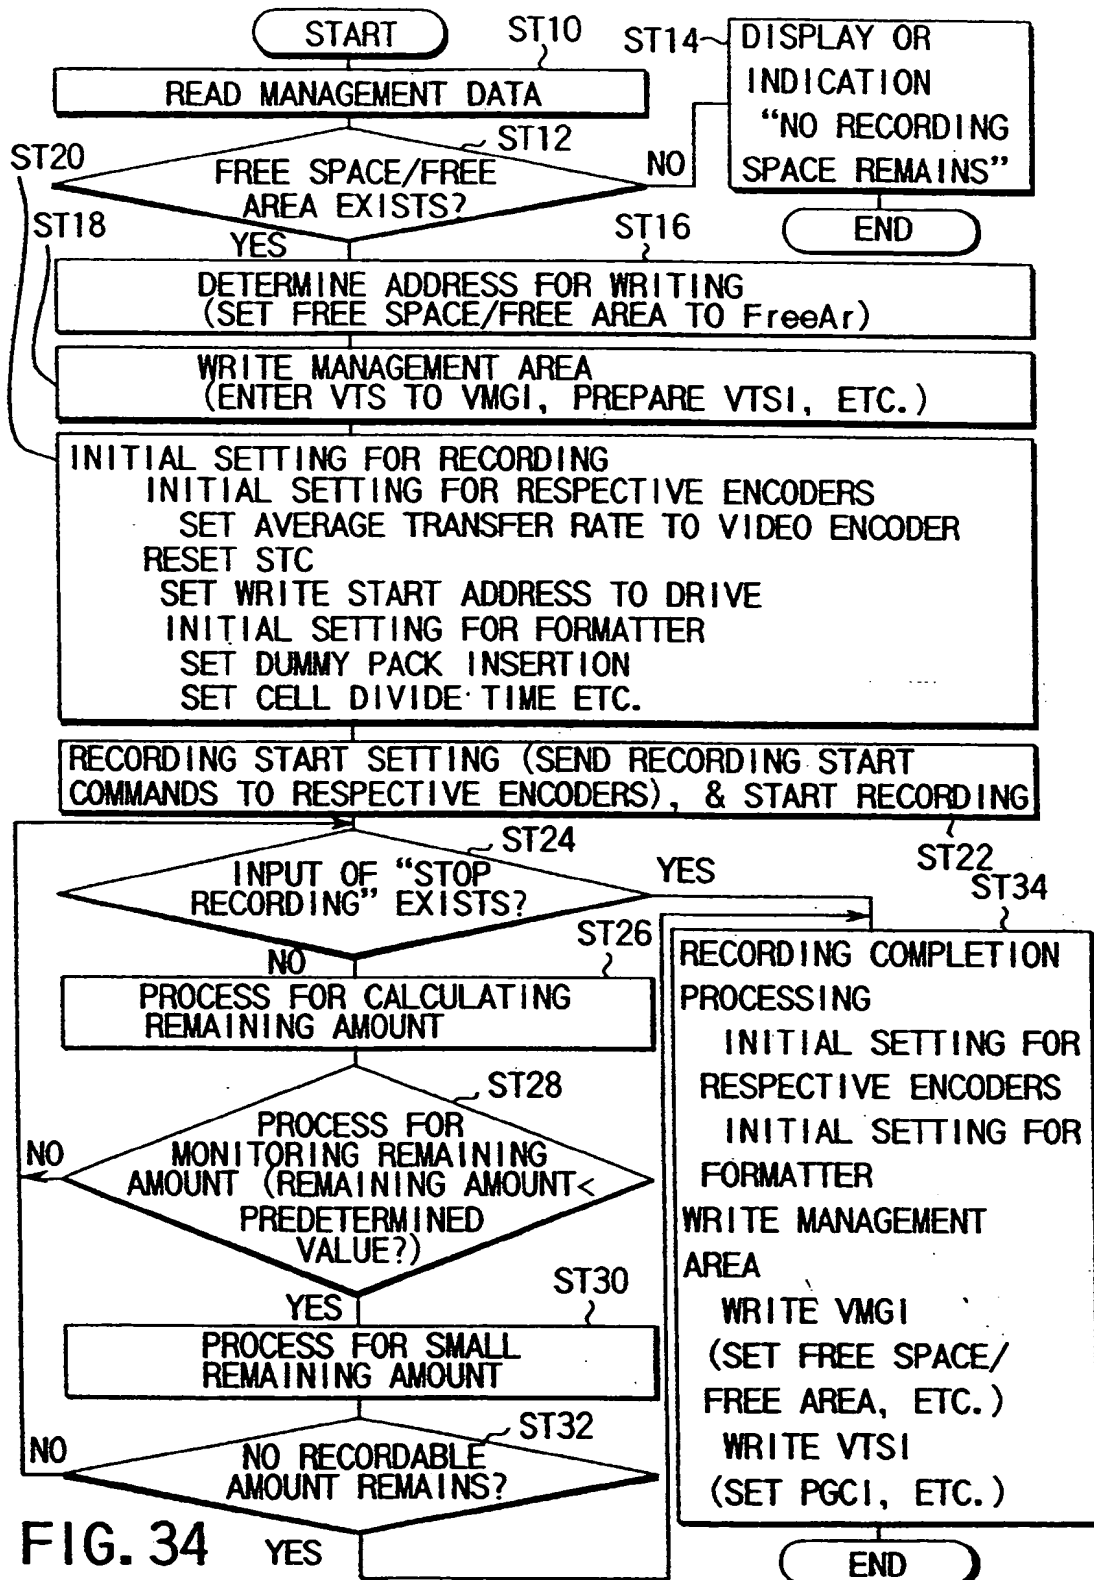 START
ST10
READ MANAGEMENT DATA
ST12
FREE SPACE/FREE
AREA EXISTS?
NO
ST14
DISPLAY OR
INDICATION
“NO RECORDING
SPACE REMAINS”
END
YES
ST16
DETERMINE ADDRESS FOR WRITING
(SET FREE SPACE/FREE AREA TO FreeAr)
ST18
WRITE MANAGEMENT AREA
(ENTER VTS TO VMGI, PREPARE VTSI, ETC.)
ST20
INITIAL SETTING FOR RECORDING
INITIAL SETTING FOR RESPECTIVE ENCODERS
SET AVERAGE TRANSFER RATE TO VIDEO ENCODER
RESET STC
SET WRITE START ADDRESS TO DRIVE
INITIAL SETTING FOR FORMATTER
SET DUMMY PACK INSERTION
SET CELL DIVIDE TIME ETC.
RECORDING START SETTING (SEND RECORDING START
COMMANDS TO RESPECTIVE ENCODERS), & START RECORDING
ST22
ST24
INPUT OF “STOP
RECORDING” EXISTS?
YES
NO
ST26
PROCESS FOR CALCULATING
REMAINING AMOUNT
ST28
PROCESS FOR
MONITORING REMAINING
AMOUNT (REMAINING AMOUNT<
PREDETERMINED
VALUE?)
NO
YES
ST30
PROCESS FOR SMALL
REMAINING AMOUNT
ST32
NO RECORDABLE
AMOUNT REMAINS?
NO
YES
ST34
RECORDING COMPLETION
PROCESSING
INITIAL SETTING FOR
RESPECTIVE ENCODERS
INITIAL SETTING FOR
FORMATTER
WRITE MANAGEMENT
AREA
WRITE VMGI
(SET FREE SPACE/
FREE AREA, ETC.)
WRITE VTSI
(SET PGCI, ETC.)
END
FIG. 34